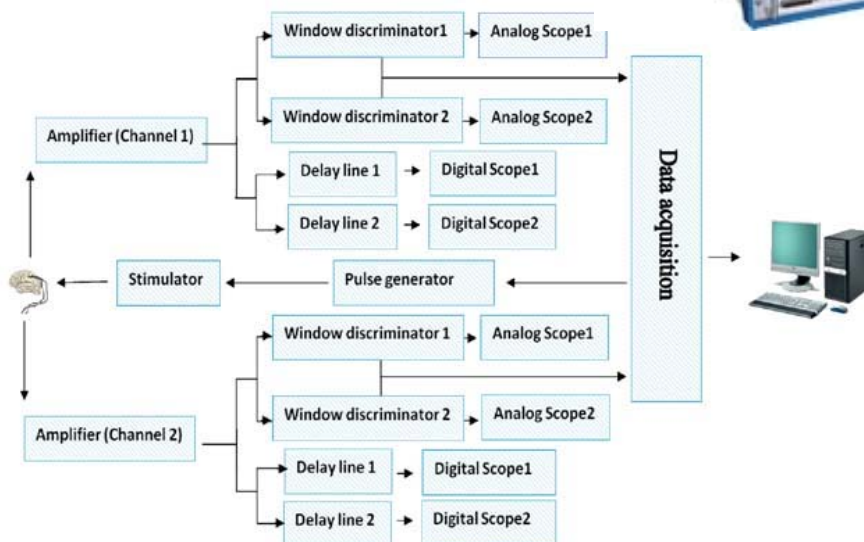 Window discriminator1
Analog Scope1
Window discriminator 2
Analog Scope2
Amplifier (Channel 1)
Delay line 1
Digital Scope1
Delay line 2
Digital Scope2
Data acquisition
Stimulator
Pulse generator
Window discriminator 1
Analog Scope1
Window discriminator 2
Analog Scope2
Amplifier (Channel 2)
Delay line 1
Digital Scope1
Delay line 2
Digital Scope2